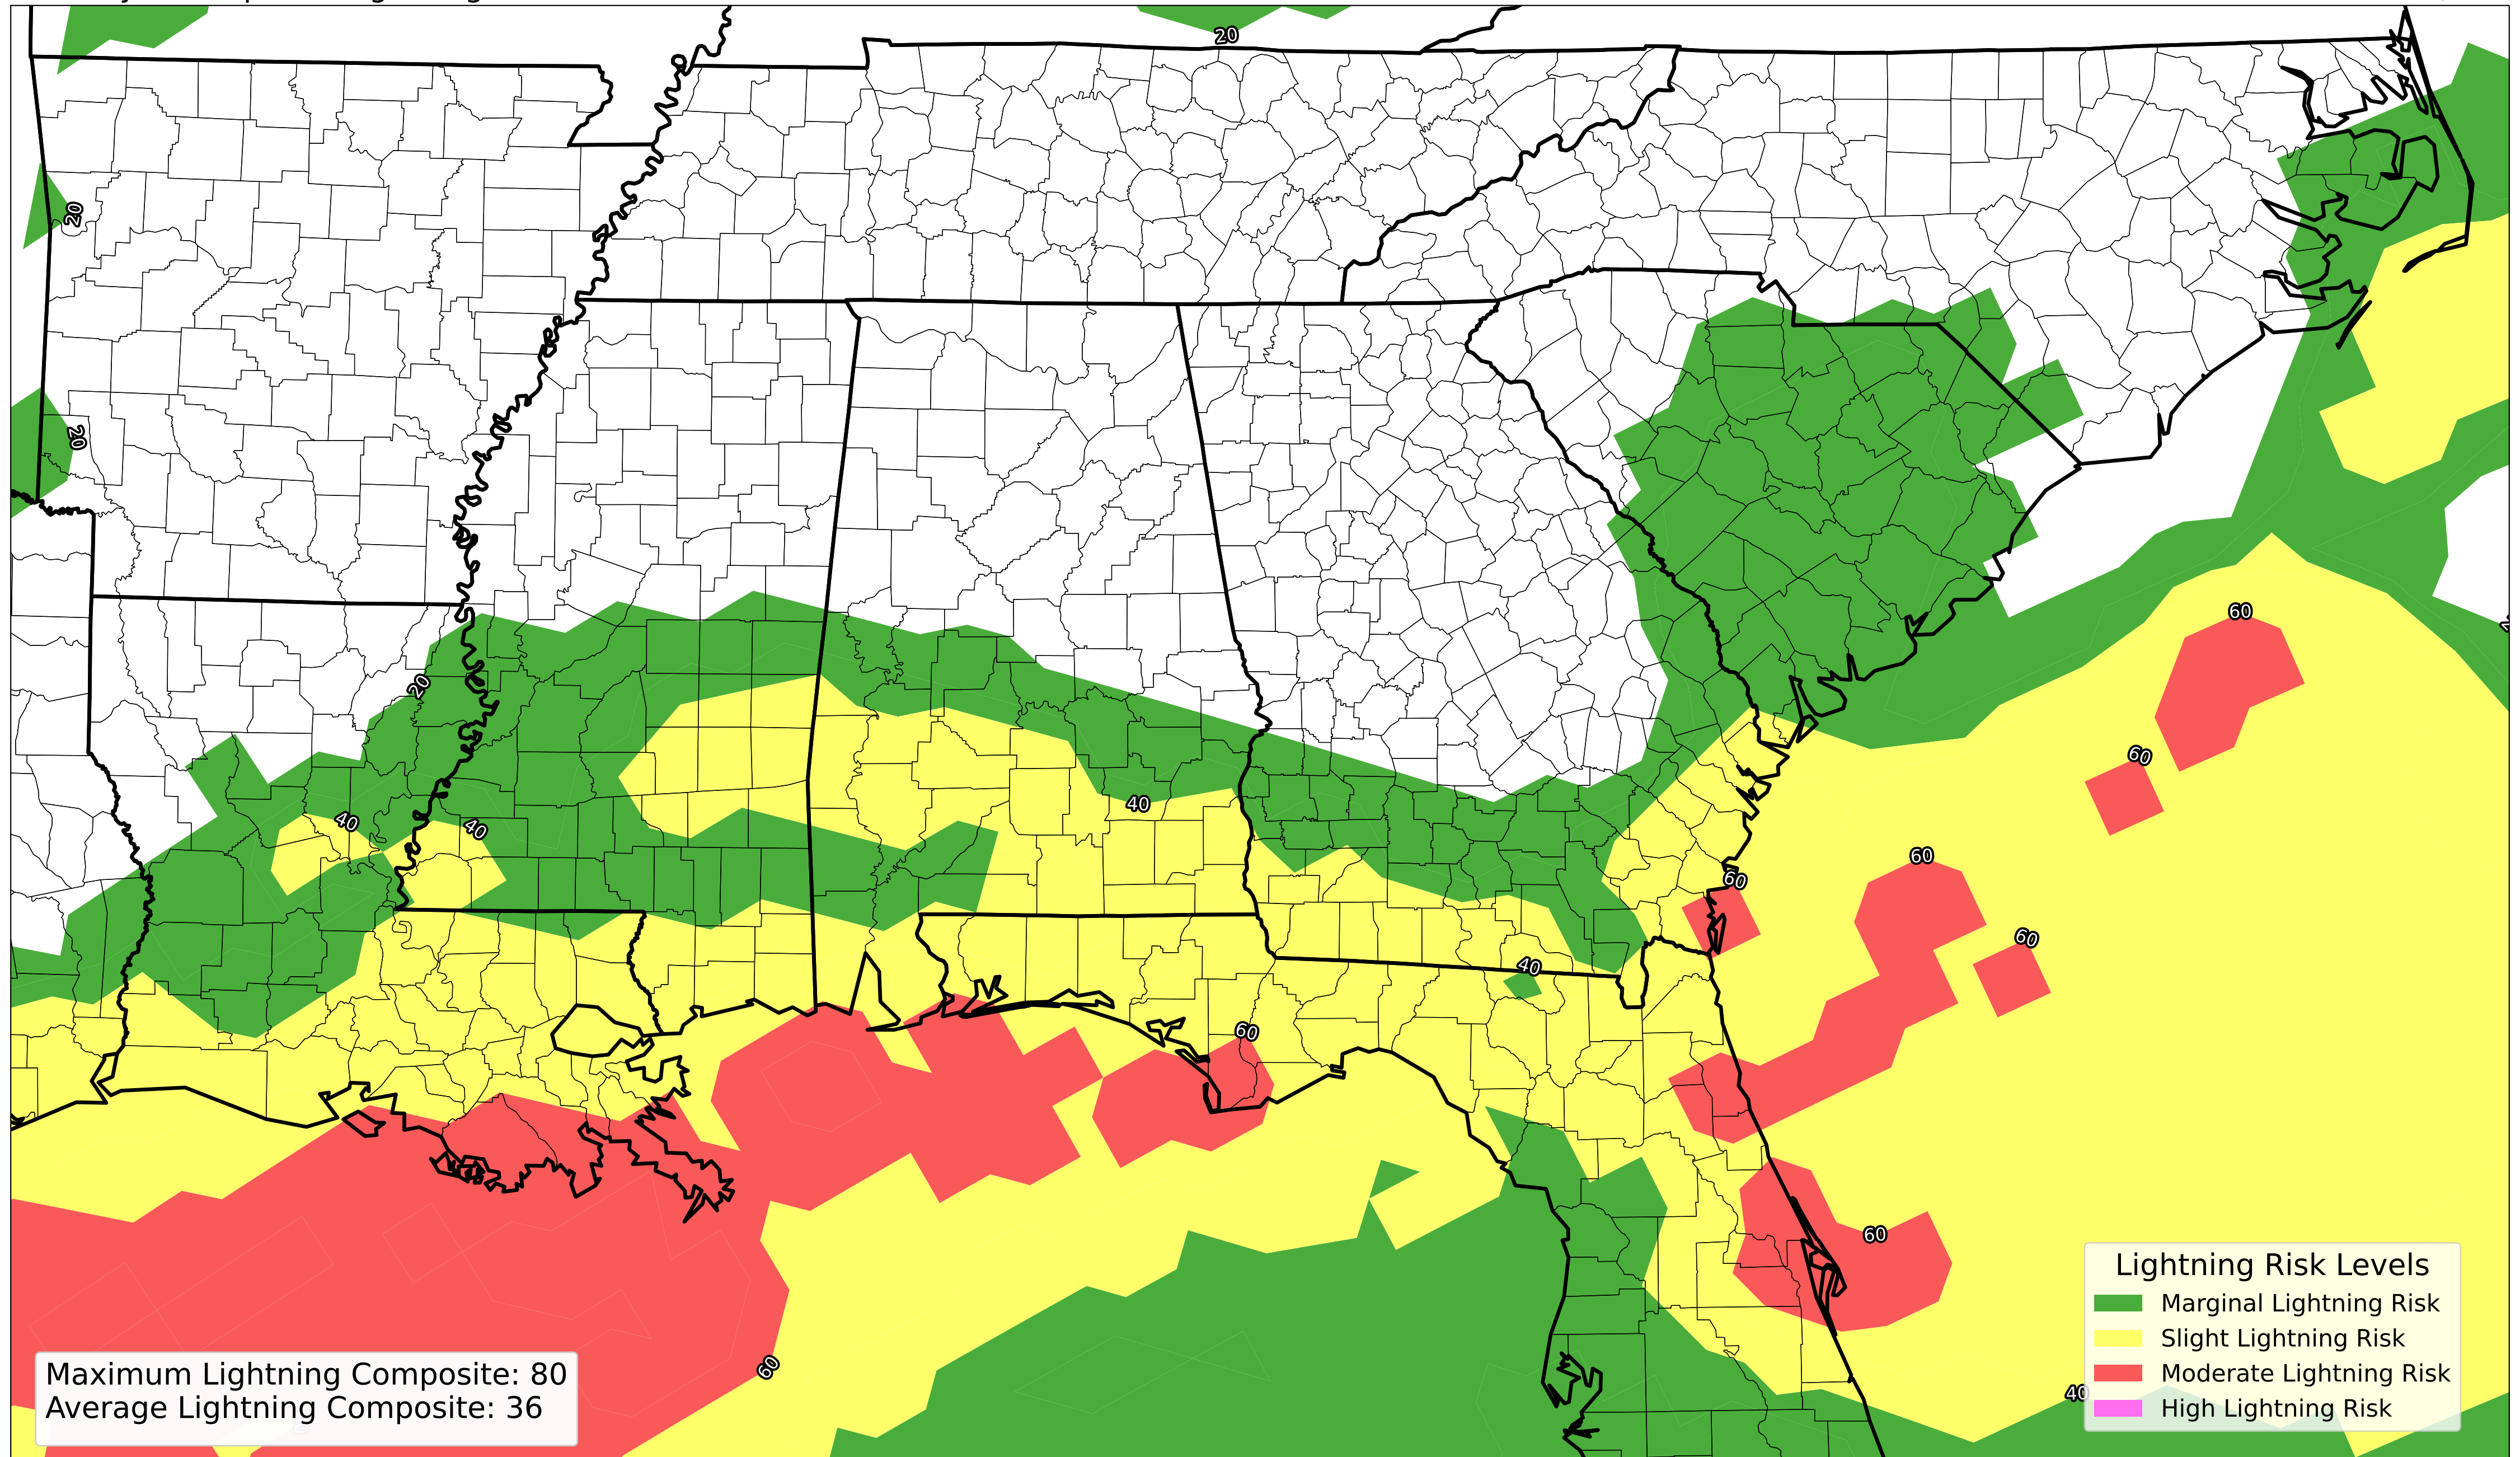 20
20
20
20
40
40
40
40
60
60
60
60
60
60
60
60
40
Lightning Risk Levels
Marginal Lightning Risk
Slight Lightning Risk
Moderate Lightning Risk
High Lightning Risk
Maximum Lightning Composite: 80
Average Lightning Composite: 36